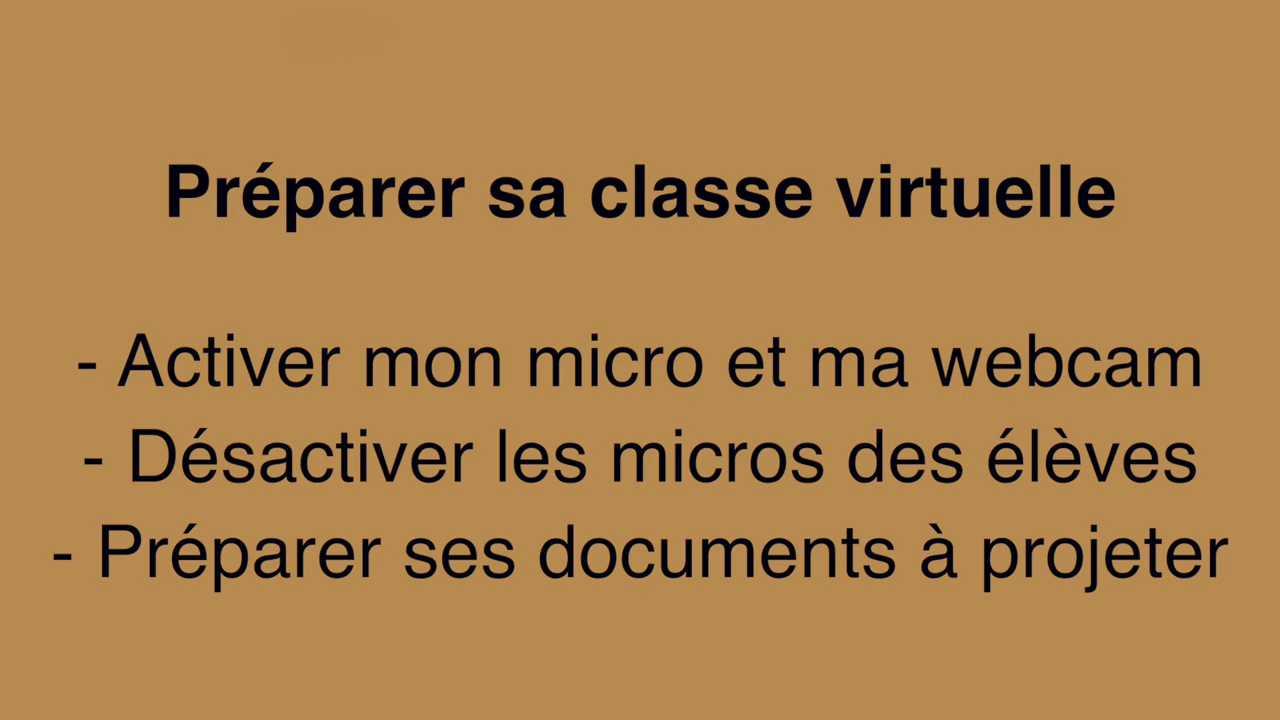 Préparer sa classe virtuelle
- Activer mon micro et ma webcam
- Désactiver les micros des élèves
- Préparer ses documents à projeter